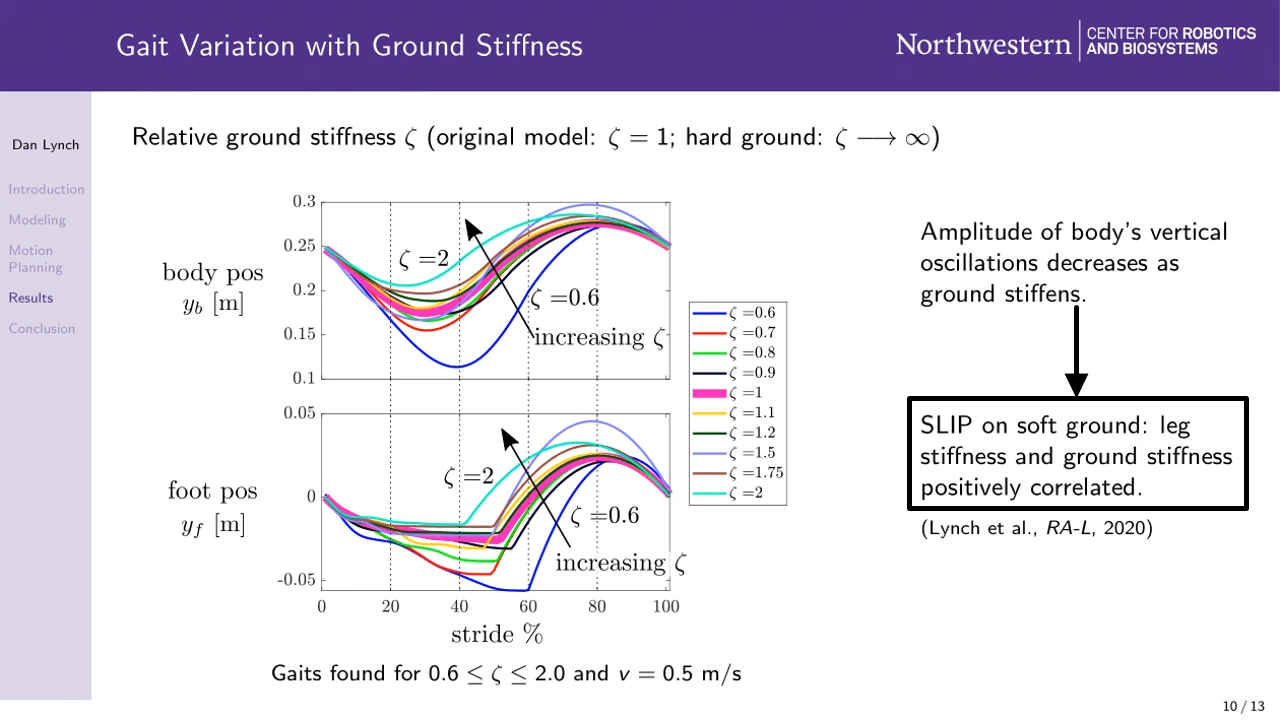 Gait Variation with Ground Stiffness
Northwestern
CENTER FOR ROBOTICS
AND BIOSYSTEMS
Dan Lynch
Introduction
Modeling
Motion
Planning
Results
Conclusion
Relative ground stiffness ζ (original model: ζ = 1; hard ground: ζ ⟶ ∞)
body pos
y_b [m]
0.3
0.25
0.2
0.15
0.1
ζ =2
ζ =0.6
increasing ζ
foot pos
y_f [m]
0.05
0
-0.05
ζ =2
ζ =0.6
increasing ζ
0 20 40 60 80 100
stride %
ζ =0.6
ζ =0.7
ζ =0.8
ζ =0.9
ζ =1
ζ =1.1
ζ =1.2
ζ =1.5
ζ =1.75
ζ =2
Gaits found for 0.6 ≤ ζ ≤ 2.0 and v = 0.5 m/s
Amplitude of body's vertical
oscillations decreases as
ground stiffens.
SLIP on soft ground: leg
stiffness and ground stiffness
positively correlated.
(Lynch et al., RA-L, 2020)
10 / 13